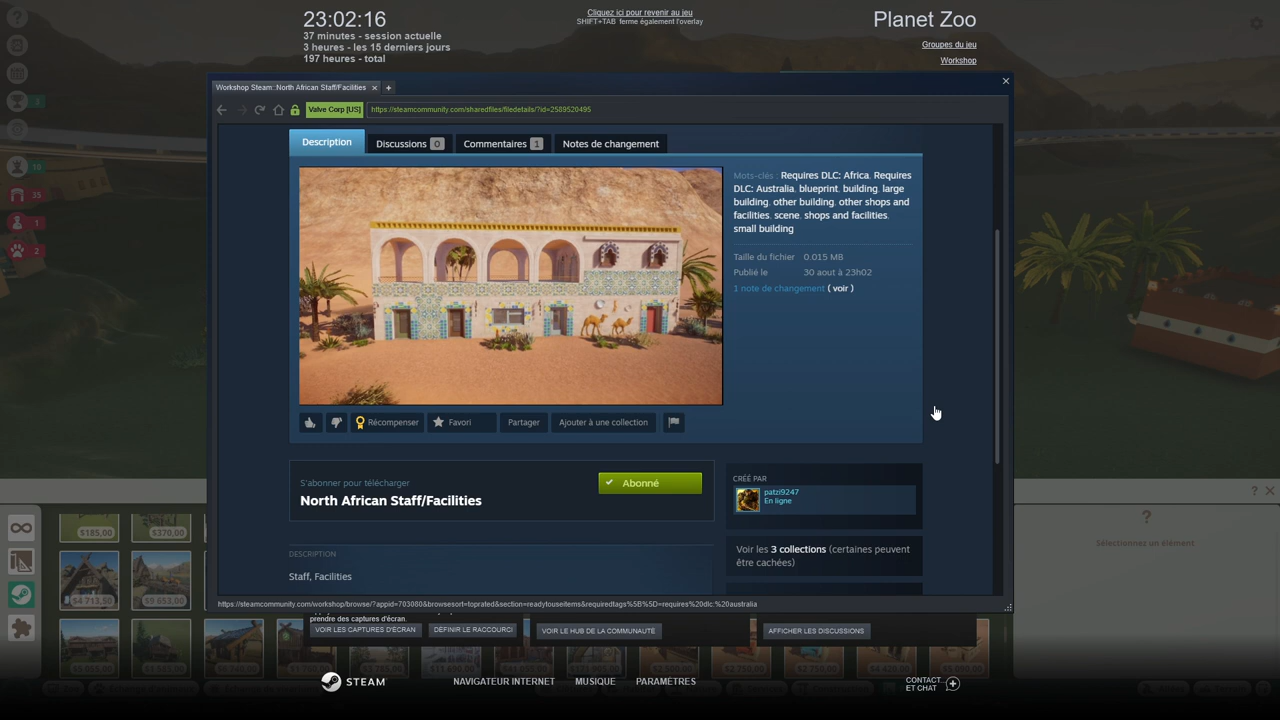 23:02:16
37 minutes - session actuelle
3 heures - les 15 derniers jours
197 heures - total
Cliquez ici pour revenir au jeu
SHIFT+TAB ferme également l'overlay
Planet Zoo
Groupes du jeu
Workshop
Workshop Steam::North African Staff/Facilities
Valve Corp [US]
https://steamcommunity.com/sharedfiles/filedetails/?id=2589520495
Description
Discussions 0
Commentaires 1
Notes de changement
Mots-clés : Requires DLC: Africa, Requires
DLC: Australia, blueprint, building, large
building, other building, other shops and
facilities, scene, shops and facilities,
small building
Taille du fichier 0.015 MB
Publié le 30 aout à 23h02
1 note de changement ( voir )
Récompenser
Favori
Partager
Ajouter à une collection
S'abonner pour télécharger
North African Staff/Facilities
Abonné
CRÉÉ PAR
patzi9247
En ligne
Voir les 3 collections (certaines peuvent
être cachées)
DESCRIPTION
Staff, Facilities
https://steamcommunity.com/workshop/browse/?appid=703080&browsesort=toprated&section=readytouseitems&requiredtags%5B%5D=requires%20dlc:%20australia
prendre des captures d'écran.
VOIR LES CAPTURES D'ÉCRAN
DÉFINIR LE RACCOURCI
VOIR LE HUB DE LA COMMUNAUTÉ
AFFICHER LES DISCUSSIONS
10
35
1
2
$185,00
$370,00
$4 713,50
$9 653,00
Sélectionnez un élément
STEAM
NAVIGATEUR INTERNET
MUSIQUE
PARAMÈTRES
CONTACT
ET CHAT